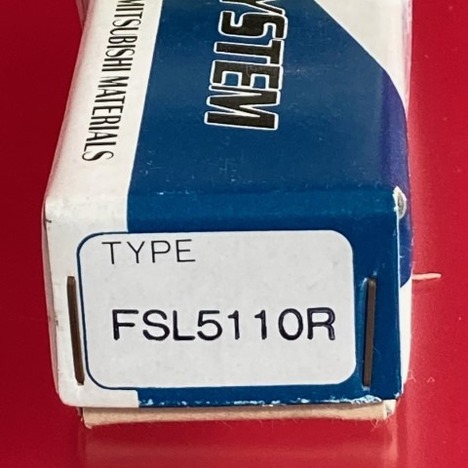 MITSUBISHI MATERIALS
YSTEM
TYPE
FSL5110R